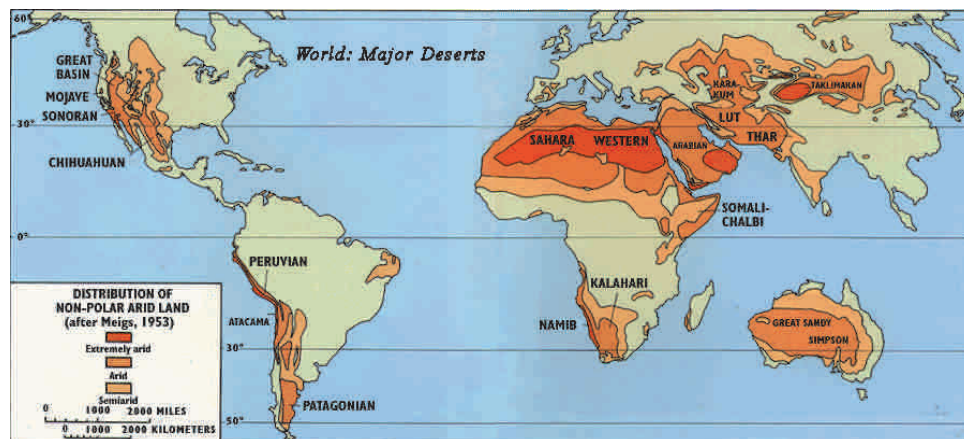 60°
World: Major Deserts
GREAT
BASIN
MOJAVE
SONORAN
30°
CHIHUAHUAN
KARA-
KUM
TAKLIMAKAN
LUT
THAR
SAHARA
WESTERN
ARABIAN
SOMALI-
CHALBI
0°
PERUVIAN
KALAHARI
ATACAMA
NAMIB
GREAT SANDY
SIMPSON
30°
PATAGONIAN
50°
DISTRIBUTION OF
NON-POLAR ARID LAND
(after Meigs, 1953)
Extremely arid
Arid
Semiarid
0 1000 2000 MILES
0 1000 2000 KILOMETERS